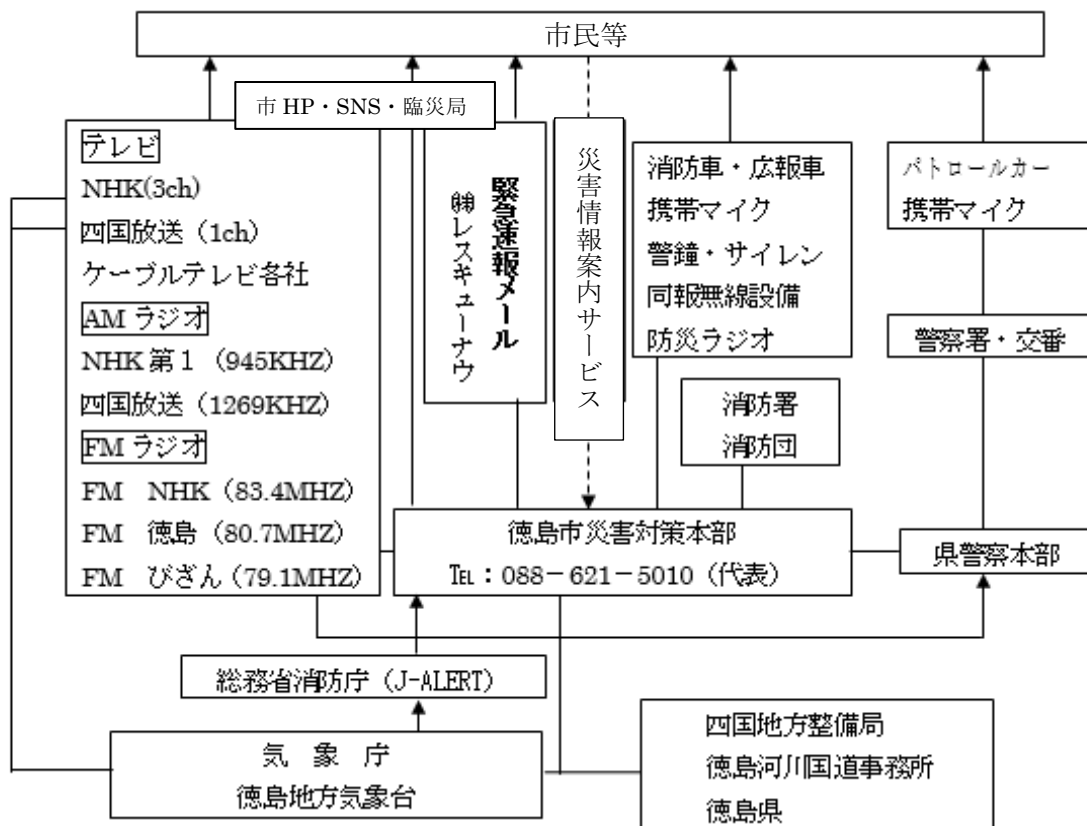 市民等
市 HP・SNS・臨災局
テレビ
NHK(3ch)
四国放送（1ch）
ケーブルテレビ各社
AM ラジオ
NHK 第１（945KHZ）
四国放送（1269KHZ）
FM ラジオ
FM　NHK（83.4MHZ）
FM　徳島（80.7MHZ）
FM　びざん（79.1MHZ）
緊急速報メール
㈱レスキューナウ
災害情報案内サービス
消防車・広報車
携帯マイク
警鐘・サイレン
同報無線設備
防災ラジオ
パトロールカー
携帯マイク
警察署・交番
消防署
消防団
徳島市災害対策本部
℡：088－621－5010（代表）
県警察本部
総務省消防庁（J-ALERT）
気　象　庁
徳島地方気象台
四国地方整備局
徳島河川国道事務所
徳島県